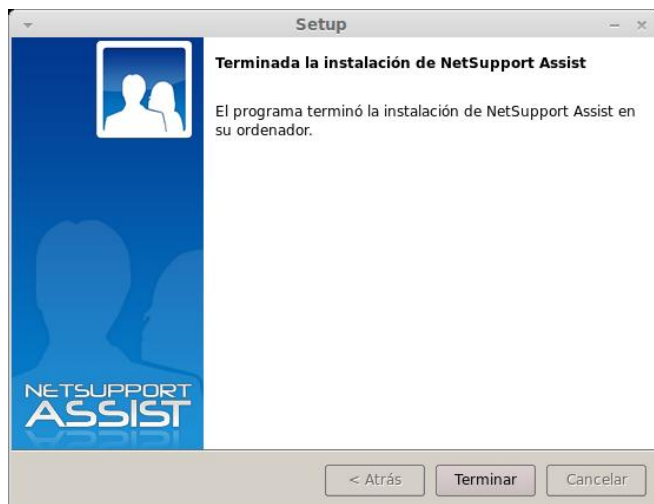 Setup
Terminada la instalación de NetSupport Assist
El programa terminó la instalación de NetSupport Assist en
su ordenador.
NETSUPPORT
ASSIST
< Atrás
Terminar
Cancelar